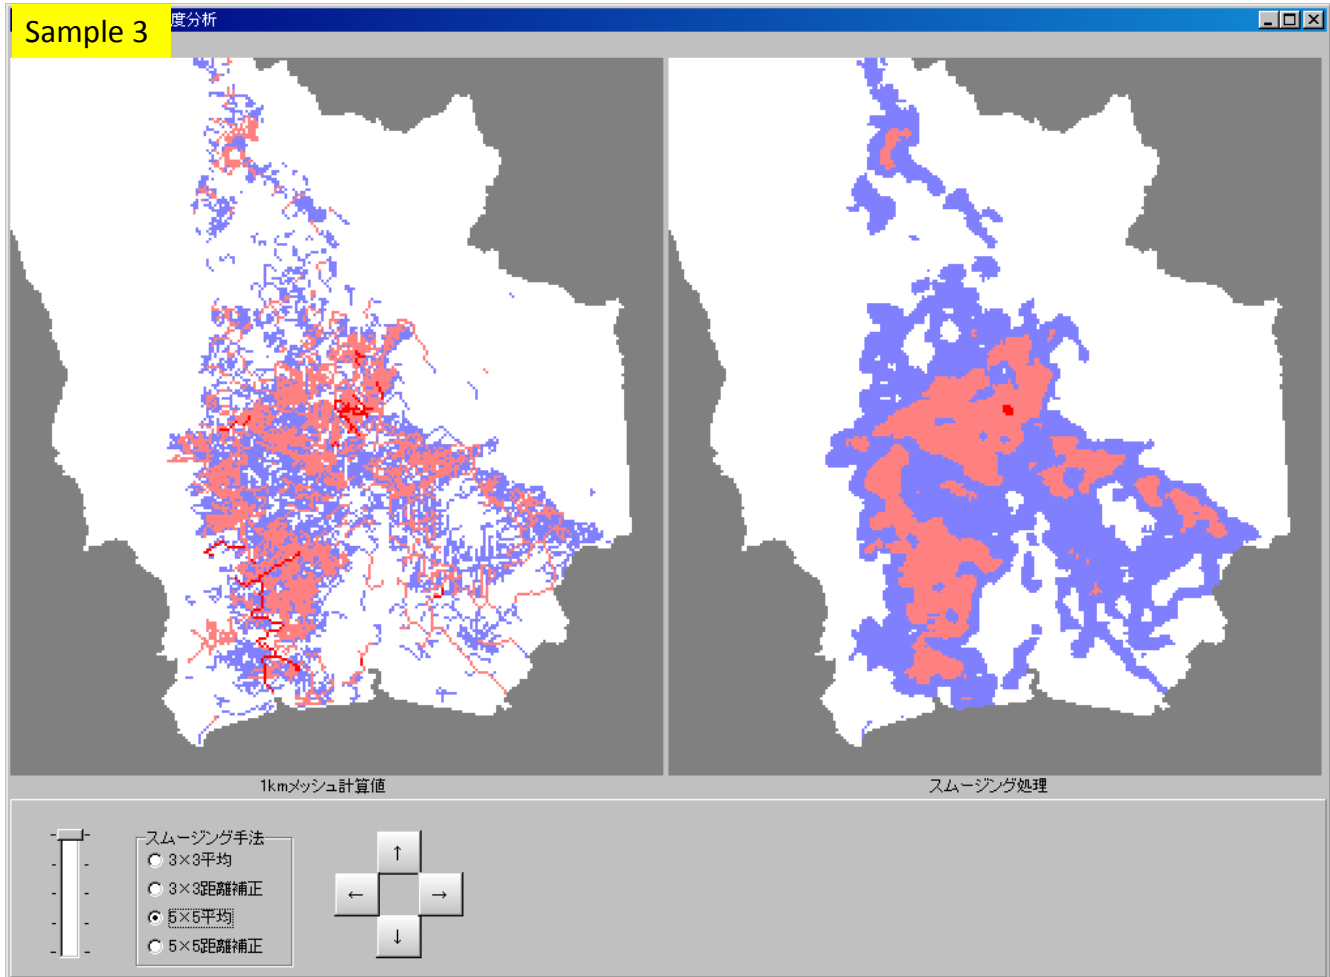 Sample 3
度分析
1kmメッシュ計算値
スムージング処理
スムージング手法
3×3平均
3×3距離補正
5×5平均
5×5距離補正
↑
←
→
↓